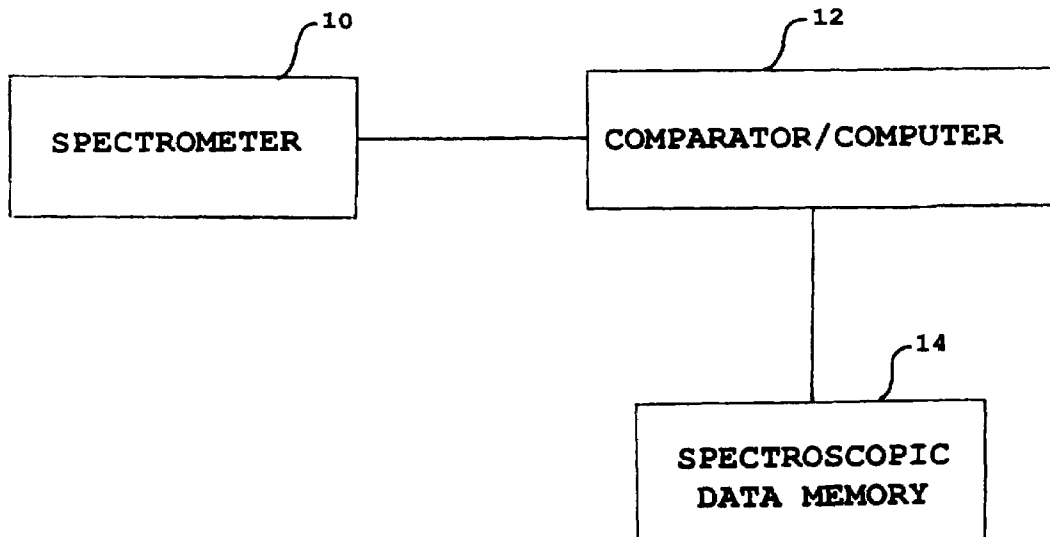 10
12
SPECTROMETER
COMPARATOR/COMPUTER
14
SPECTROSCOPIC
DATA MEMORY